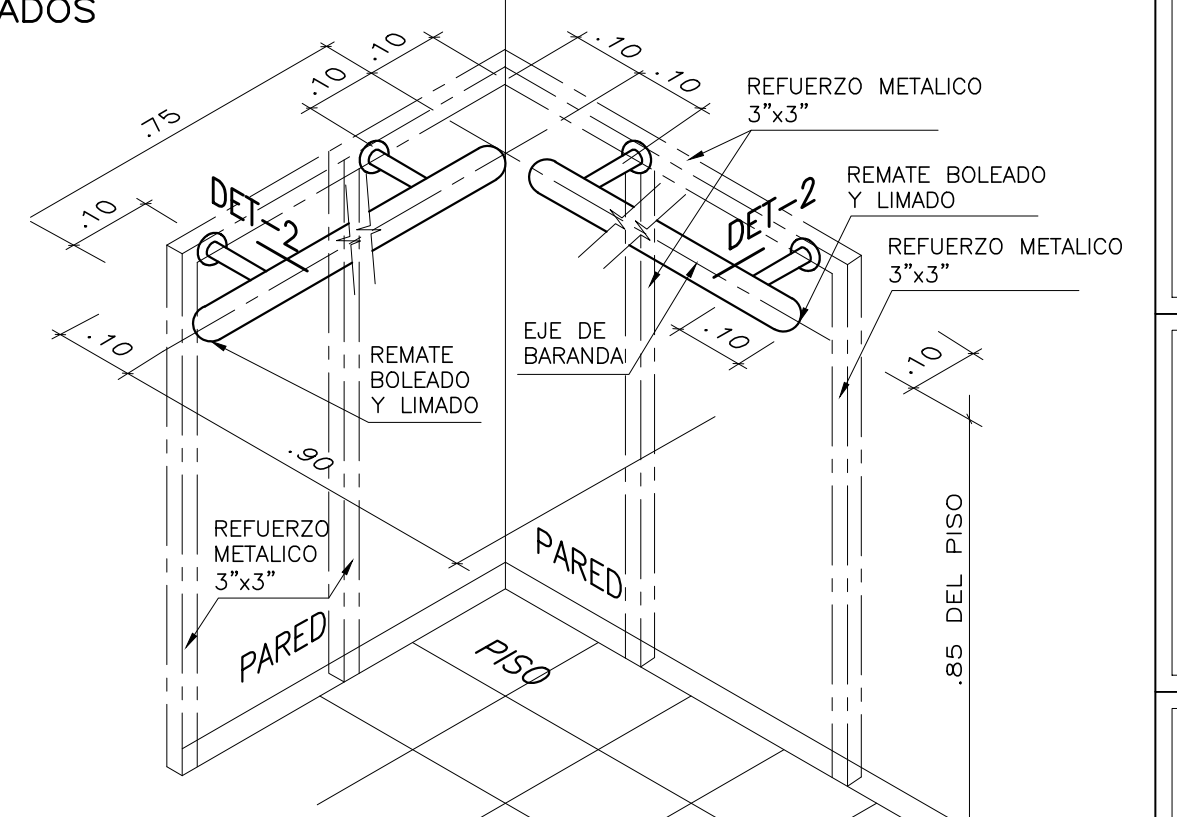 ADOS
.10
.10
.10
.10
.75
REFUERZO METALICO
3"x3"
.10
DET-2
DET-2
REMATE BOLEADO
Y LIMADO
REFUERZO METALICO
3"x3"
.10
REMATE
BOLEADO
Y LIMADO
EJE DE
BARANDA
.10
.10
.90
REFUERZO
METALICO
3"x3"
PARED
PARED
PISO
.85 DEL PISO